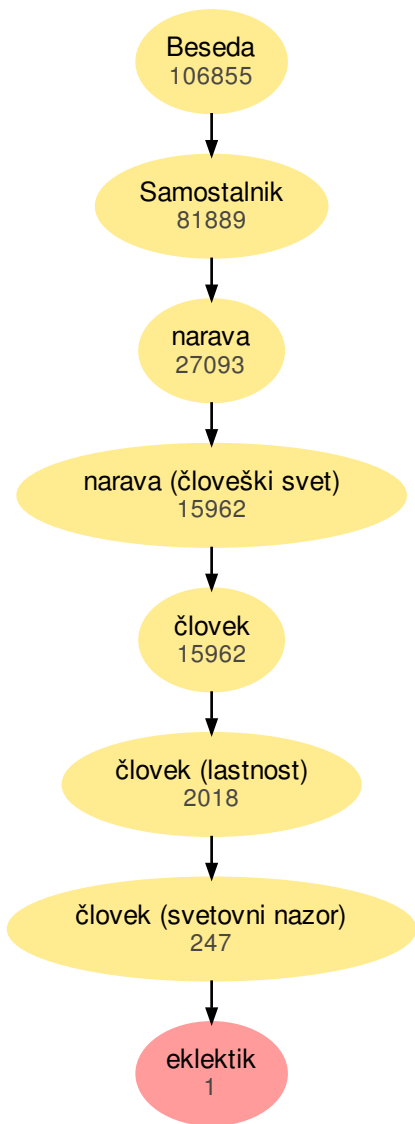 Beseda
106855
Samostalnik
81889
narava
27093
narava (človeški svet)
15962
človek
15962
človek (lastnost)
2018
človek (svetovni nazor)
247
eklektik
1